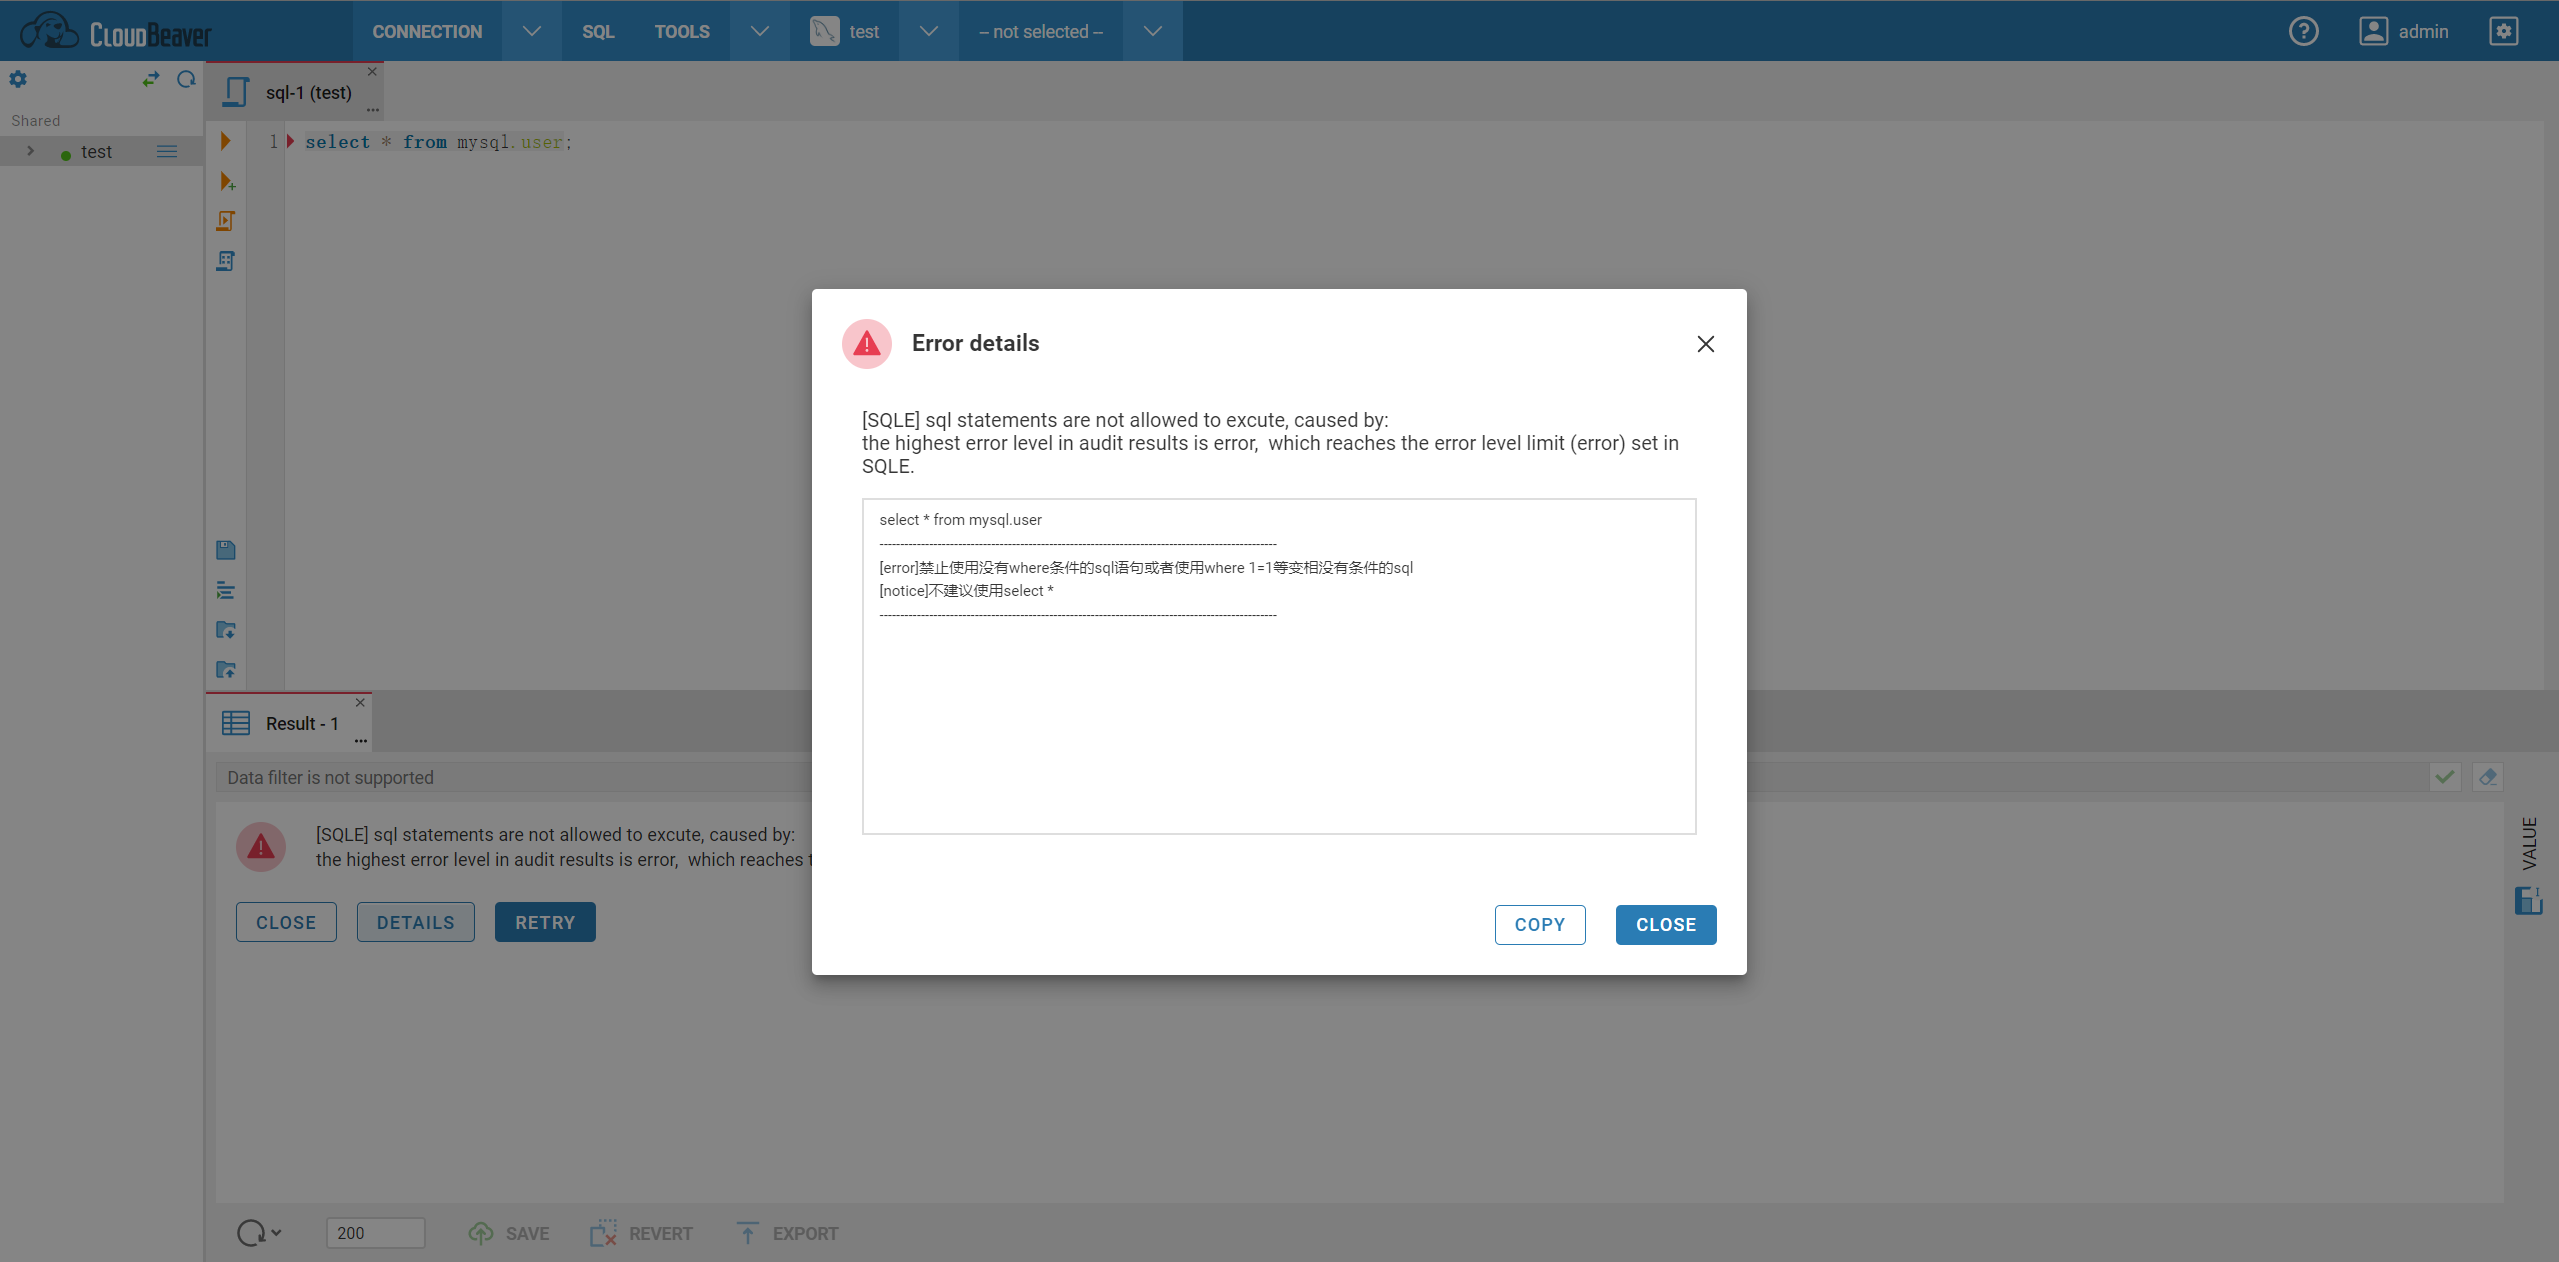 CloudBeaver
CONNECTION
SQL
TOOLS
test
-- not selected --
admin
Shared
test
sql-1 (test)
1
select * from mysql.user;
Error details
[SQLE] sql statements are not allowed to excute, caused by:
the highest error level in audit results is error,  which reaches the error level limit (error) set in
SQLE.
select * from mysql.user
-----------------------------------------------------------------------------------------------
[error]禁止使用没有where条件的sql语句或者使用where 1=1等变相没有条件的sql
[notice]不建议使用select *
-----------------------------------------------------------------------------------------------
COPY
CLOSE
Result - 1
Data filter is not supported
[SQLE] sql statements are not allowed to excute, caused by:
the highest error level in audit results is error,  which reaches
CLOSE
DETAILS
RETRY
VALUE
200
SAVE
REVERT
EXPORT